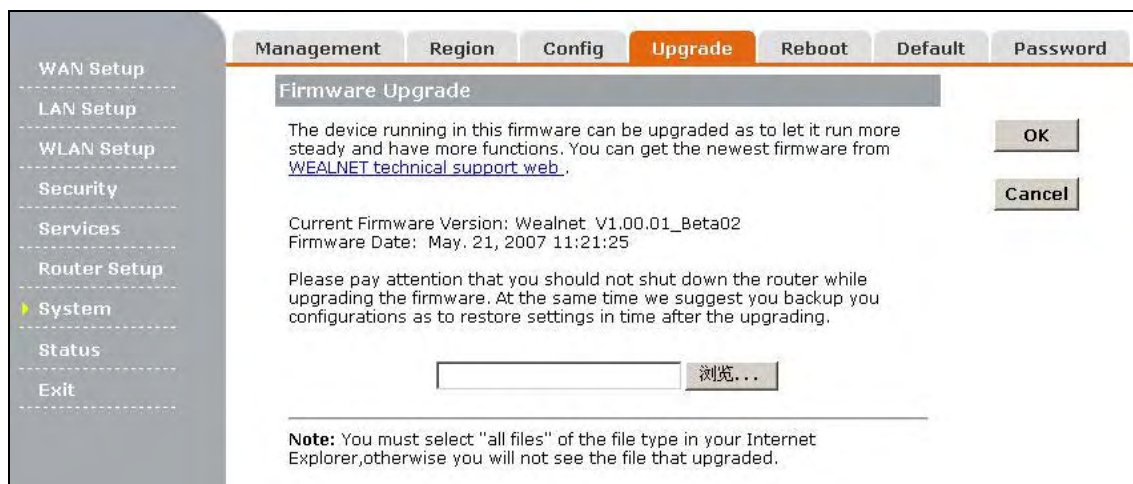 Management
Region
Config
Upgrade
Reboot
Default
Password
WAN Setup
LAN Setup
WLAN Setup
Security
Services
Router Setup
System
Status
Exit
Firmware Upgrade
The device running in this firmware can be upgraded as to let it run more
steady and have more functions. You can get the newest firmware from
WEALNET technical support web .
Current Firmware Version: Wealnet V1.00.01_Beta02
Firmware Date: May. 21, 2007 11:21:25
Please pay attention that you should not shut down the router while
upgrading the firmware. At the same time we suggest you backup you
configurations as to restore settings in time after the upgrading.
浏览...
Note: You must select "all files" of the file type in your Internet
Explorer,otherwise you will not see the file that upgraded.
OK
Cancel